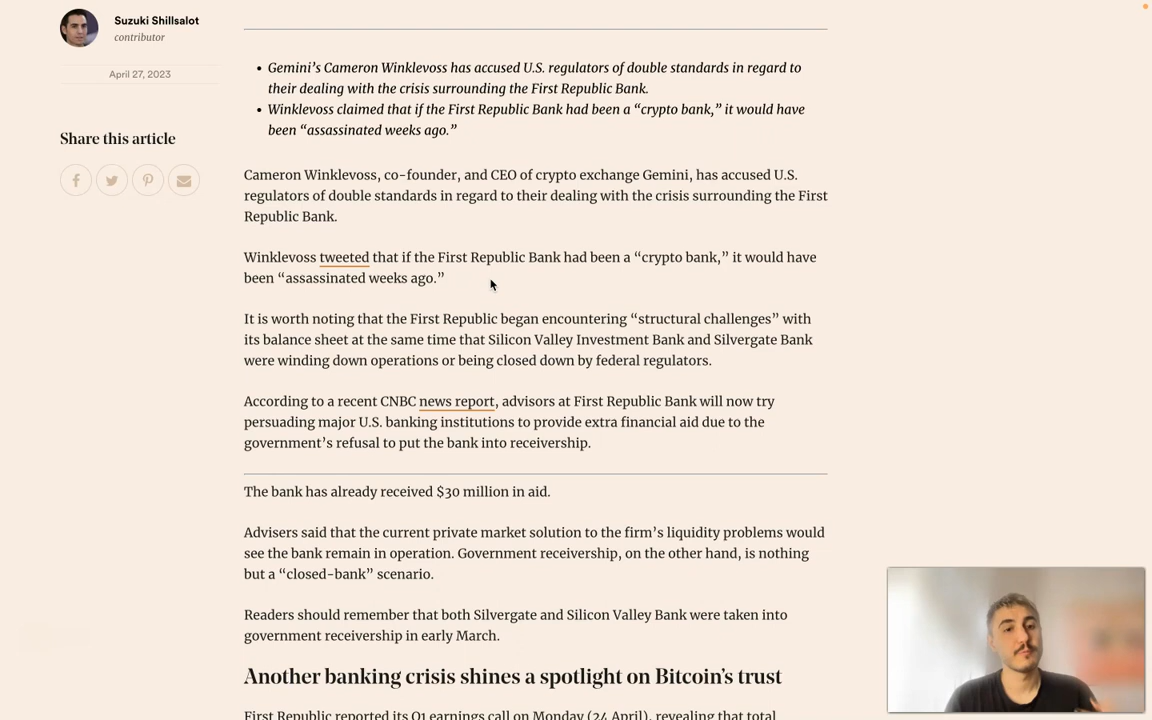 Suzuki Shillsalot
contributor
April 27, 2023
Share this article
• Gemini’s Cameron Winklevoss has accused U.S. regulators of double standards in regard to
their dealing with the crisis surrounding the First Republic Bank.
• Winklevoss claimed that if the First Republic Bank had been a “crypto bank,” it would have
been “assassinated weeks ago.”
Cameron Winklevoss, co-founder, and CEO of crypto exchange Gemini, has accused U.S.
regulators of double standards in regard to their dealing with the crisis surrounding the First
Republic Bank.
Winklevoss tweeted that if the First Republic Bank had been a “crypto bank,” it would have
been “assassinated weeks ago.”
It is worth noting that the First Republic began encountering “structural challenges” with
its balance sheet at the same time that Silicon Valley Investment Bank and Silvergate Bank
were winding down operations or being closed down by federal regulators.
According to a recent CNBC news report, advisors at First Republic Bank will now try
persuading major U.S. banking institutions to provide extra financial aid due to the
government’s refusal to put the bank into receivership.
The bank has already received $30 million in aid.
Advisers said that the current private market solution to the firm’s liquidity problems would
see the bank remain in operation. Government receivership, on the other hand, is nothing
but a “closed-bank” scenario.
Readers should remember that both Silvergate and Silicon Valley Bank were taken into
government receivership in early March.
Another banking crisis shines a spotlight on Bitcoin’s trust
First Republic reported its Q1 earnings call on Monday (24 April), revealing that total